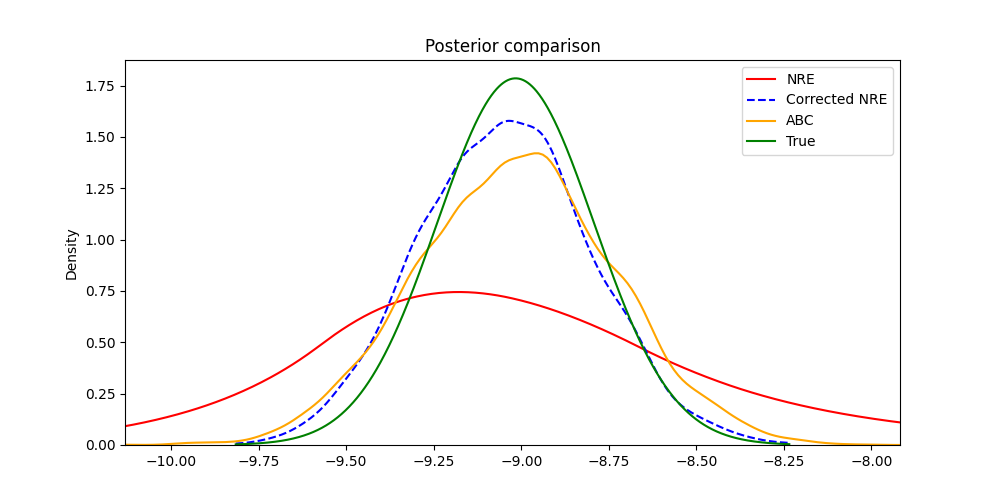 Posterior comparison
NRE
Corrected NRE
ABC
True
Density
1.75
1.50
1.25
1.00
0.75
0.50
0.25
0.00
−10.00 −9.75 −9.50 −9.25 −9.00 −8.75 −8.50 −8.25 −8.00